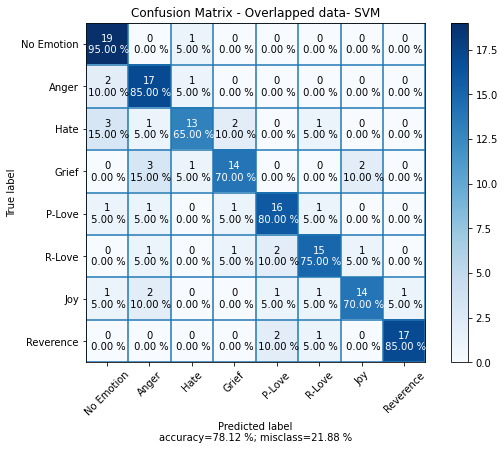 Confusion Matrix - Overlapped data- SVM
No Emotion 19 0 1 0 0 0 0 0
95.00 % 0.00 % 5.00 % 0.00 % 0.00 % 0.00 % 0.00 % 0.00 %
Anger 2 17 1 0 0 0 0 0
10.00 % 85.00 % 5.00 % 0.00 % 0.00 % 0.00 % 0.00 % 0.00 %
Hate 3 1 13 2 0 1 0 0
15.00 % 5.00 % 65.00 % 10.00 % 0.00 % 5.00 % 0.00 % 0.00 %
Grief 0 3 1 14 0 0 2 0
0.00 % 15.00 % 5.00 % 70.00 % 0.00 % 0.00 % 10.00 % 0.00 %
P-Love 1 1 0 1 16 1 0 0
5.00 % 5.00 % 0.00 % 5.00 % 80.00 % 5.00 % 0.00 % 0.00 %
R-Love 0 1 0 1 2 15 1 0
0.00 % 5.00 % 0.00 % 5.00 % 10.00 % 75.00 % 5.00 % 0.00 %
Joy 1 2 0 0 1 1 14 1
5.00 % 10.00 % 0.00 % 0.00 % 5.00 % 5.00 % 70.00 % 5.00 %
Reverence 0 0 0 0 2 1 0 17
0.00 % 0.00 % 0.00 % 0.00 % 10.00 % 5.00 % 0.00 % 85.00 %
True label
No Emotion Anger Hate Grief P-Love R-Love Joy Reverence
Predicted label
accuracy=78.12 %; misclass=21.88 %
17.5
15.0
12.5
10.0
7.5
5.0
2.5
0.0